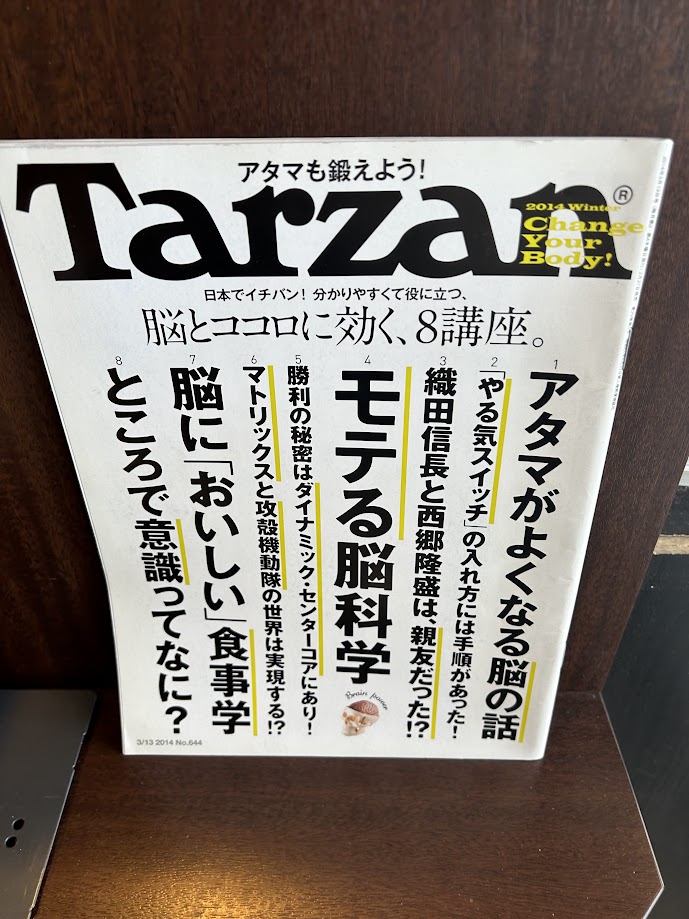 アタマも鍛えよう!
Tarzan®
2014 Winter
Change
Your
Body!
日本でイチバン! 分かりやすくて役に立つ、
脳とココロに効く、8講座。
1
アタマがよくなる脳の話
2
「やる気スイッチ」の入れ方には手順があった!
3
織田信長と西郷隆盛は、親友だった!?
4
モテる脳科学
5
勝利の秘密はダイナミック・センターコアにあり!
6
マトリックスと攻殻機動隊の世界は実現する!?
7
脳に「おいしい」食事学
8
ところで意識ってなに?
Brain power
3/13 2014 No.644